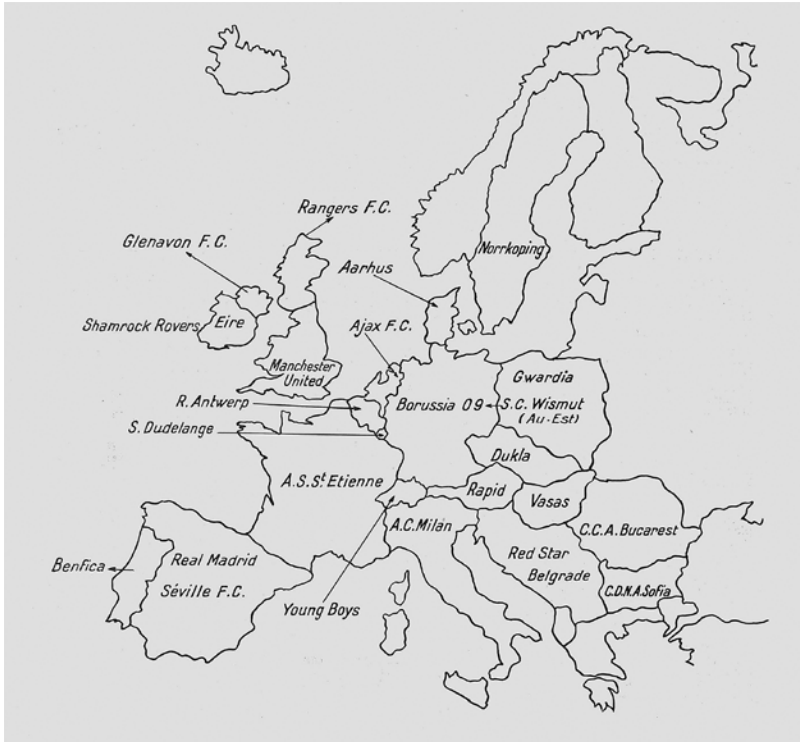 Rangers F.C.
Glenavon F.C.
Aarhus
Norrkoping
Shamrock Rovers
Eire
Ajax F.C.
Manchester
United
Gwardia
R. Antwerp
Borussia 09
S.C. Wismut
(Au-Est)
S. Dudelange
Dukla
A.S.St Etienne
Rapid
Vasas
A.C. Milan
C.C.A. Bucarest
Real Madrid
Red Star
Belgrade
Benfica
Séville F.C.
C.D.N.A. Sofia
Young Boys